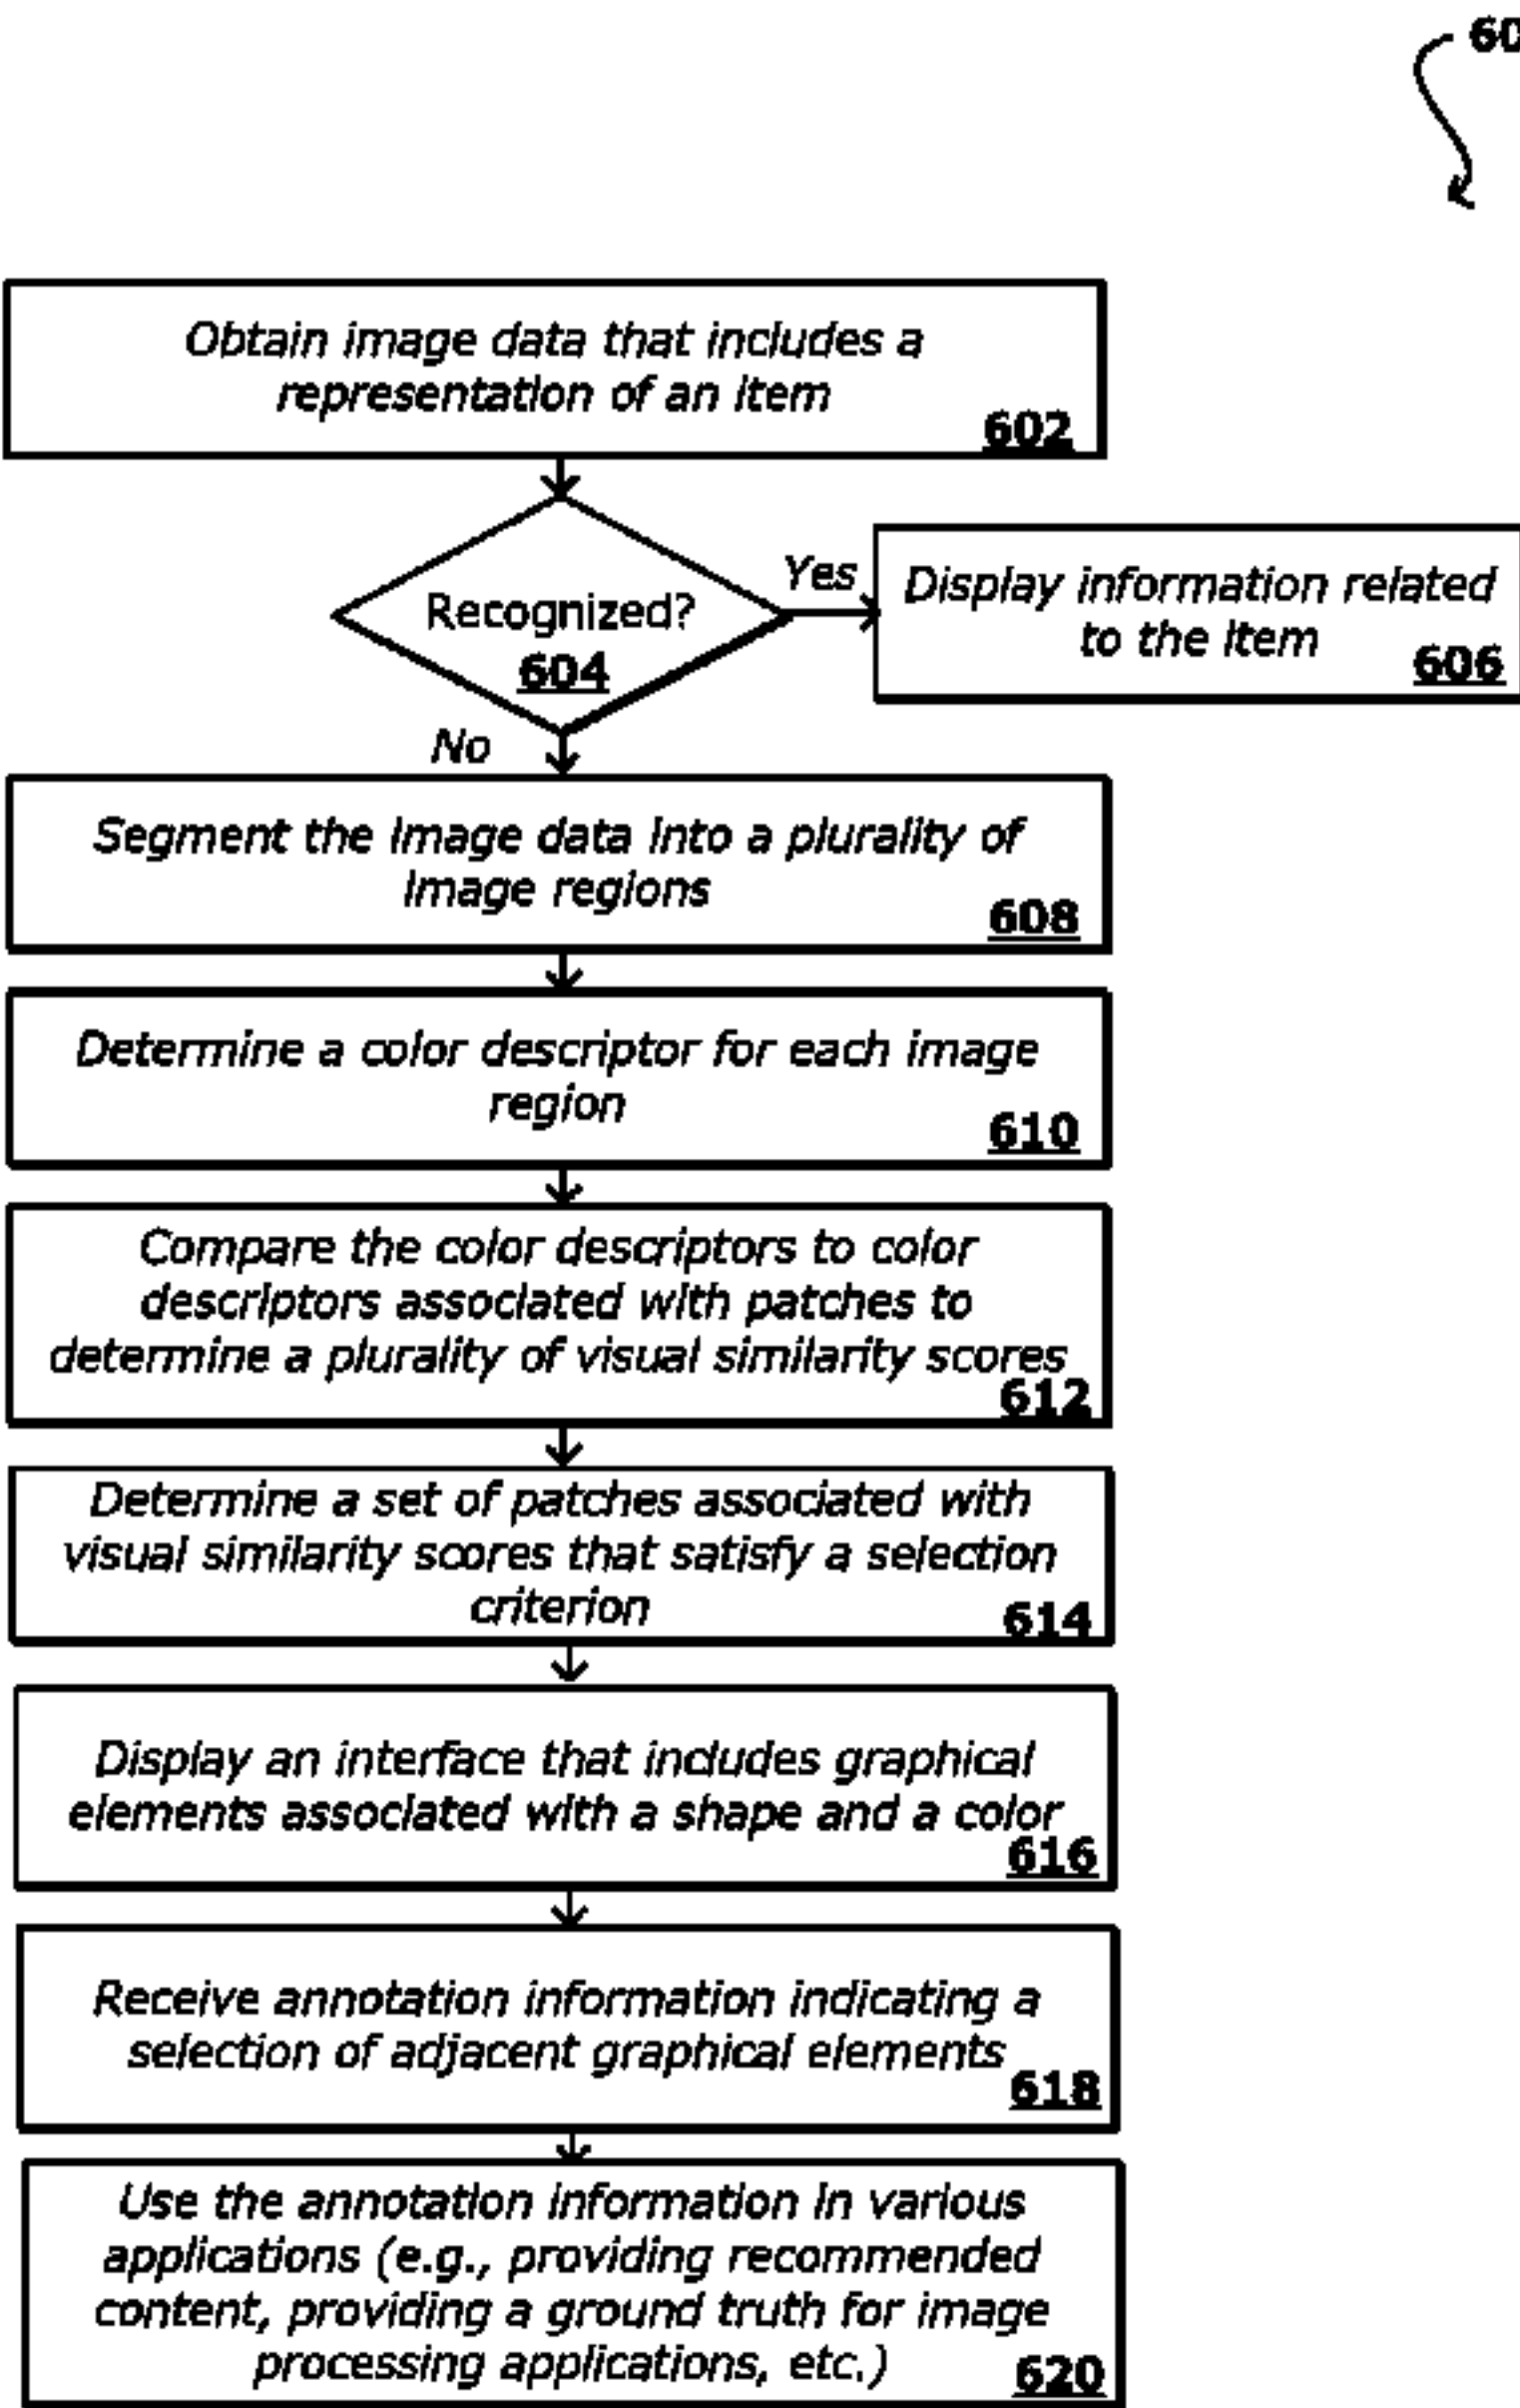 Obtain image data that includes a
representation of an item
602
Recognized?
604
Yes
Display information related
to the item
606
No
Segment the image data into a plurality of
image regions
608
Determine a color descriptor for each image
region
610
Compare the color descriptors to color
descriptors associated with patches to
determine a plurality of visual similarity scores
612
Determine a set of patches associated with
visual similarity scores that satisfy a selection
criterion
614
Display an interface that includes graphical
elements associated with a shape and a color
616
Receive annotation information indicating a
selection of adjacent graphical elements
618
Use the annotation information in various
applications (e.g., providing recommended
content, providing a ground truth for image
processing applications, etc.)
620